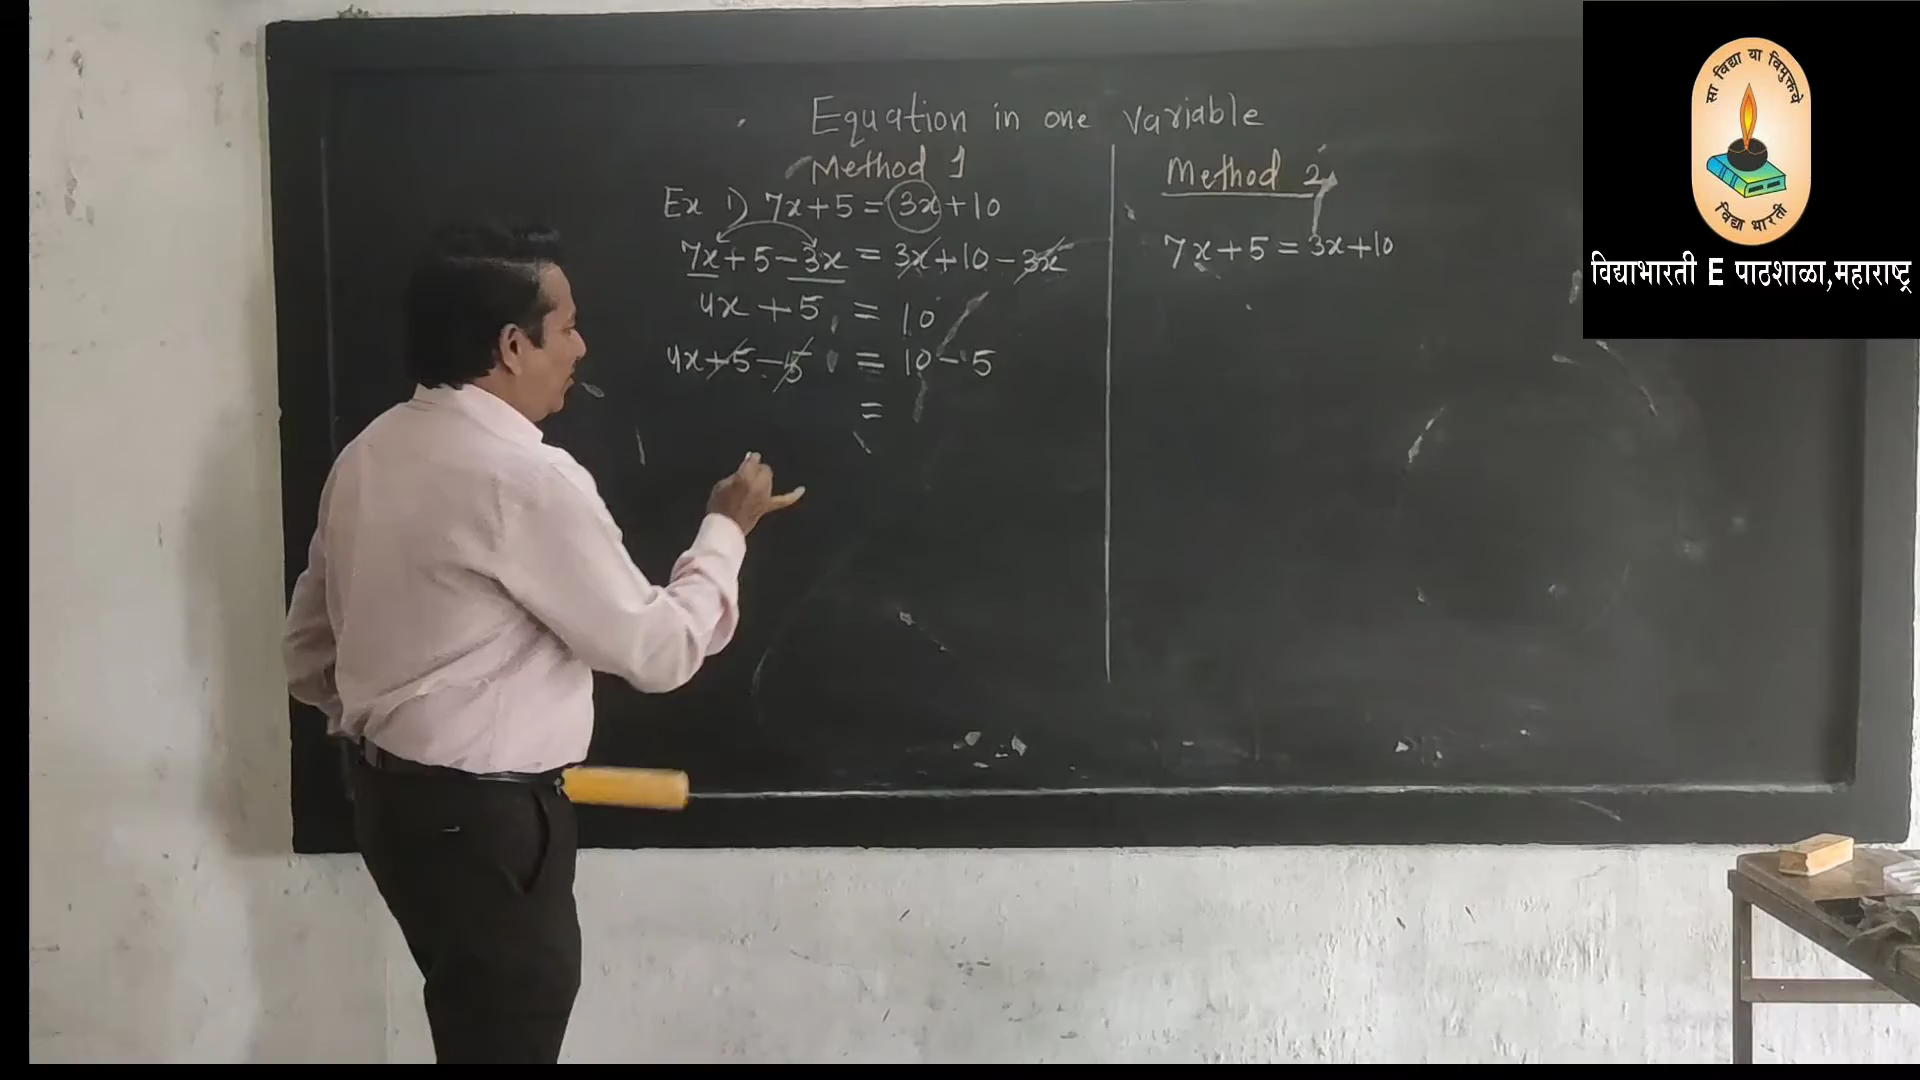 Equation in one variable
Method 1
Ex 1) 7x+5 = 3x+10
7x+5-3x = 3x+10-3x
4x+5 = 10
4x+5-5 = 10-5
=
Method 2
7x+5=3x+10
सा विद्या या विमुक्तये
विद्या भारती
विद्याभारती E पाठशाळा,महाराष्ट्र